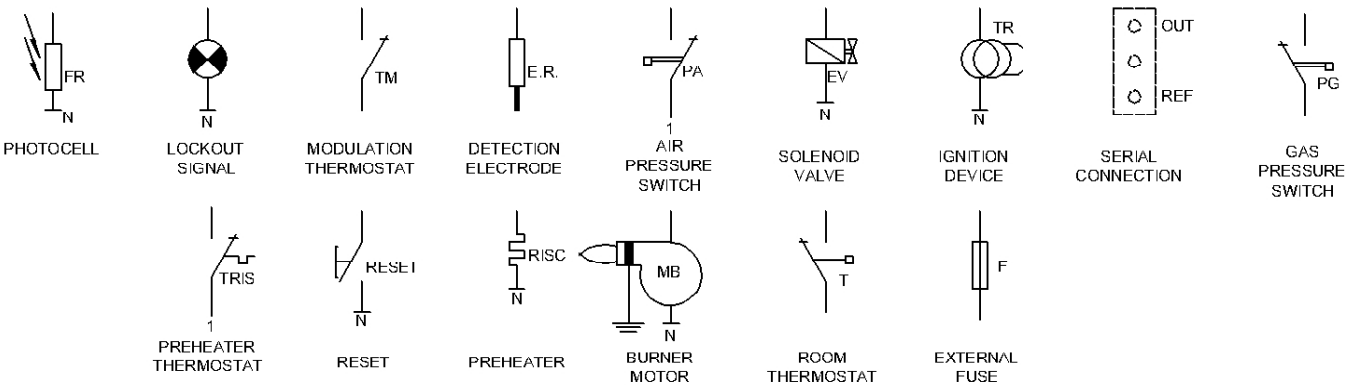 FR
N
PHOTOCELL
N
LOCKOUT
SIGNAL
TM
MODULATION
THERMOSTAT
E.R.
DETECTION
ELECTRODE
PA
1
AIR
PRESSURE
SWITCH
EV
N
SOLENOID
VALVE
TR
N
IGNITION
DEVICE
OUT
REF
SERIAL
CONNECTION
PG
GAS
PRESSURE
SWITCH
TRIS
1
PREHEATER
THERMOSTAT
RESET
N
RESET
RISC
N
PREHEATER
MB
N
BURNER
MOTOR
T
ROOM
THERMOSTAT
F
EXTERNAL
FUSE